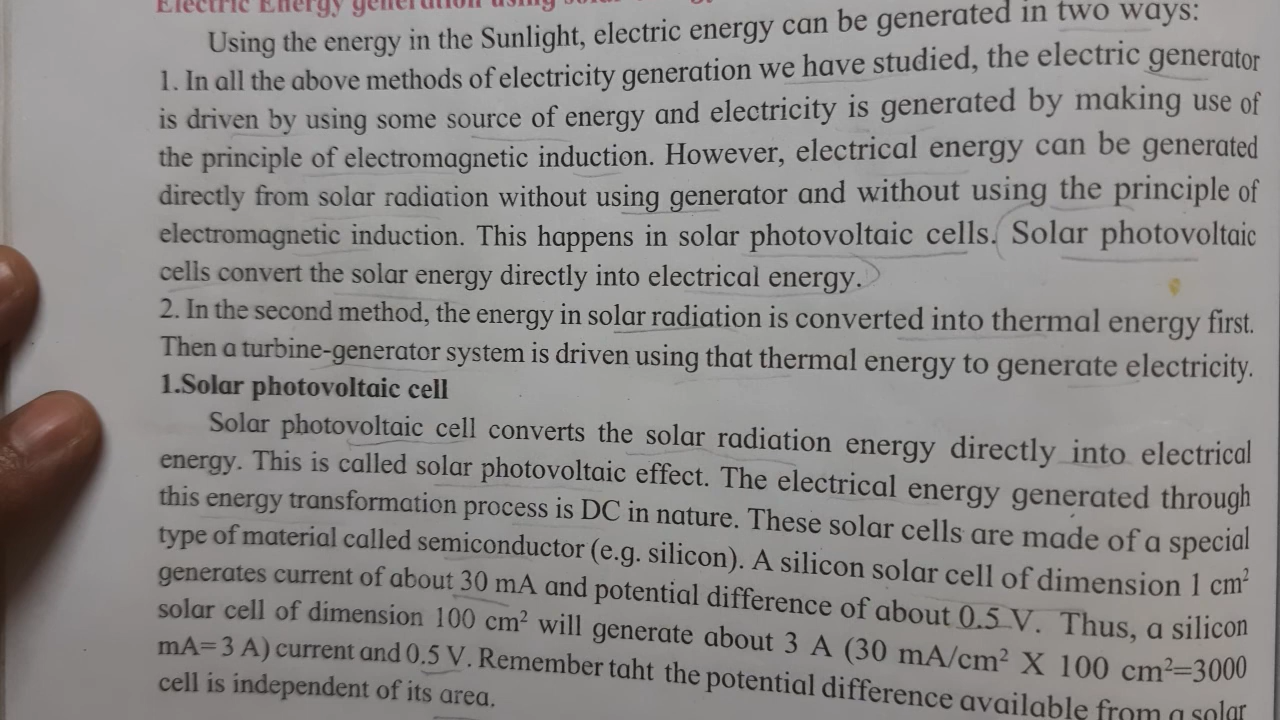 Electric Energy generation using
Using the energy in the Sunlight, electric energy can be generated in two ways:
1. In all the above methods of electricity generation we have studied, the electric generator
is driven by using some source of energy and electricity is generated by making use of
the principle of electromagnetic induction. However, electrical energy can be generated
directly from solar radiation without using generator and without using the principle of
electromagnetic induction. This happens in solar photovoltaic cells. Solar photovoltaic
cells convert the solar energy directly into electrical energy.
2. In the second method, the energy in solar radiation is converted into thermal energy first.
Then a turbine-generator system is driven using that thermal energy to generate electricity.
1.Solar photovoltaic cell
Solar photovoltaic cell converts the solar radiation energy directly into electrical
energy. This is called solar photovoltaic effect. The electrical energy generated through
this energy transformation process is DC in nature. These solar cells are made of a special
type of material called semiconductor (e.g. silicon). A silicon solar cell of dimension 1 cm²
generates current of about 30 mA and potential difference of about 0.5 V. Thus, a silicon
solar cell of dimension 100 cm² will generate about 3 A (30 mA/cm² X 100 cm²=3000
mA= 3 A) current and 0.5 V. Remember taht the potential difference available from a solar
cell is independent of its area.